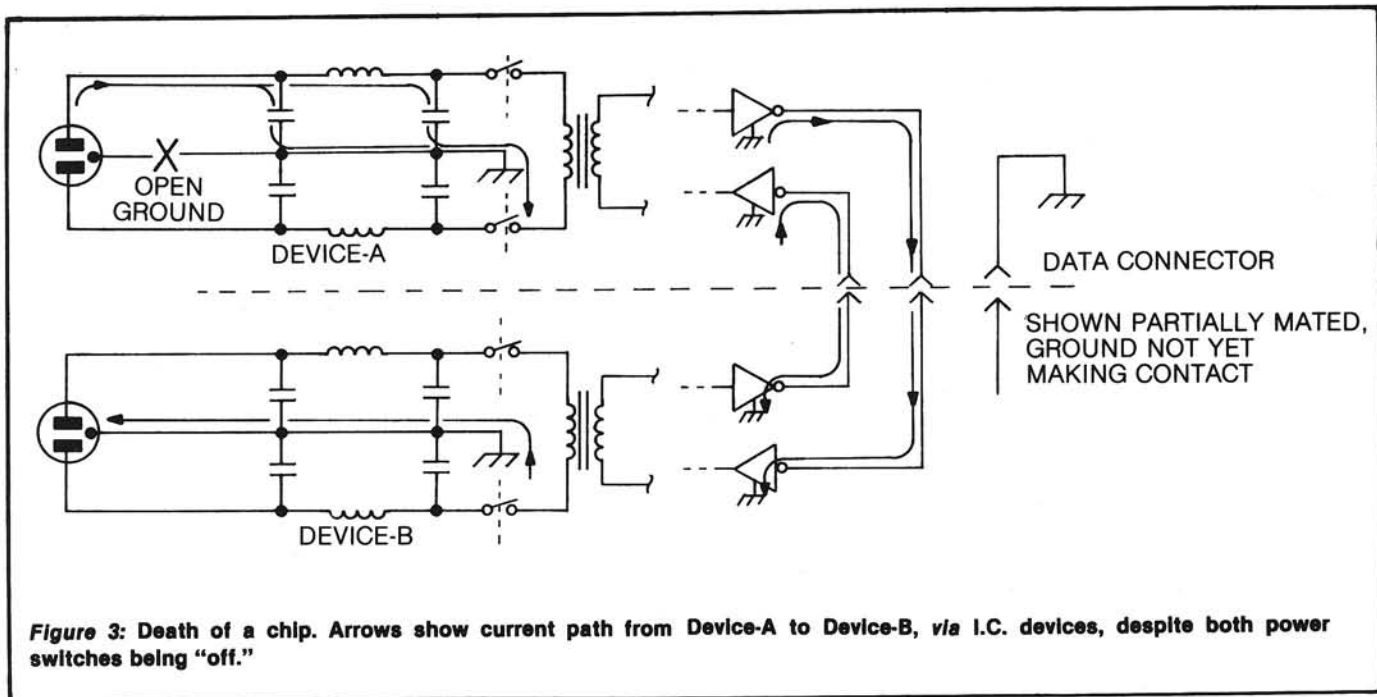 OPEN
GROUND
DEVICE-A
DATA CONNECTOR
SHOWN PARTIALLY MATED,
GROUND NOT YET
MAKING CONTACT
DEVICE-B
Figure 3: Death of a chip. Arrows show current path from Device-A to Device-B, via I.C. devices, despite both power
switches being "off."